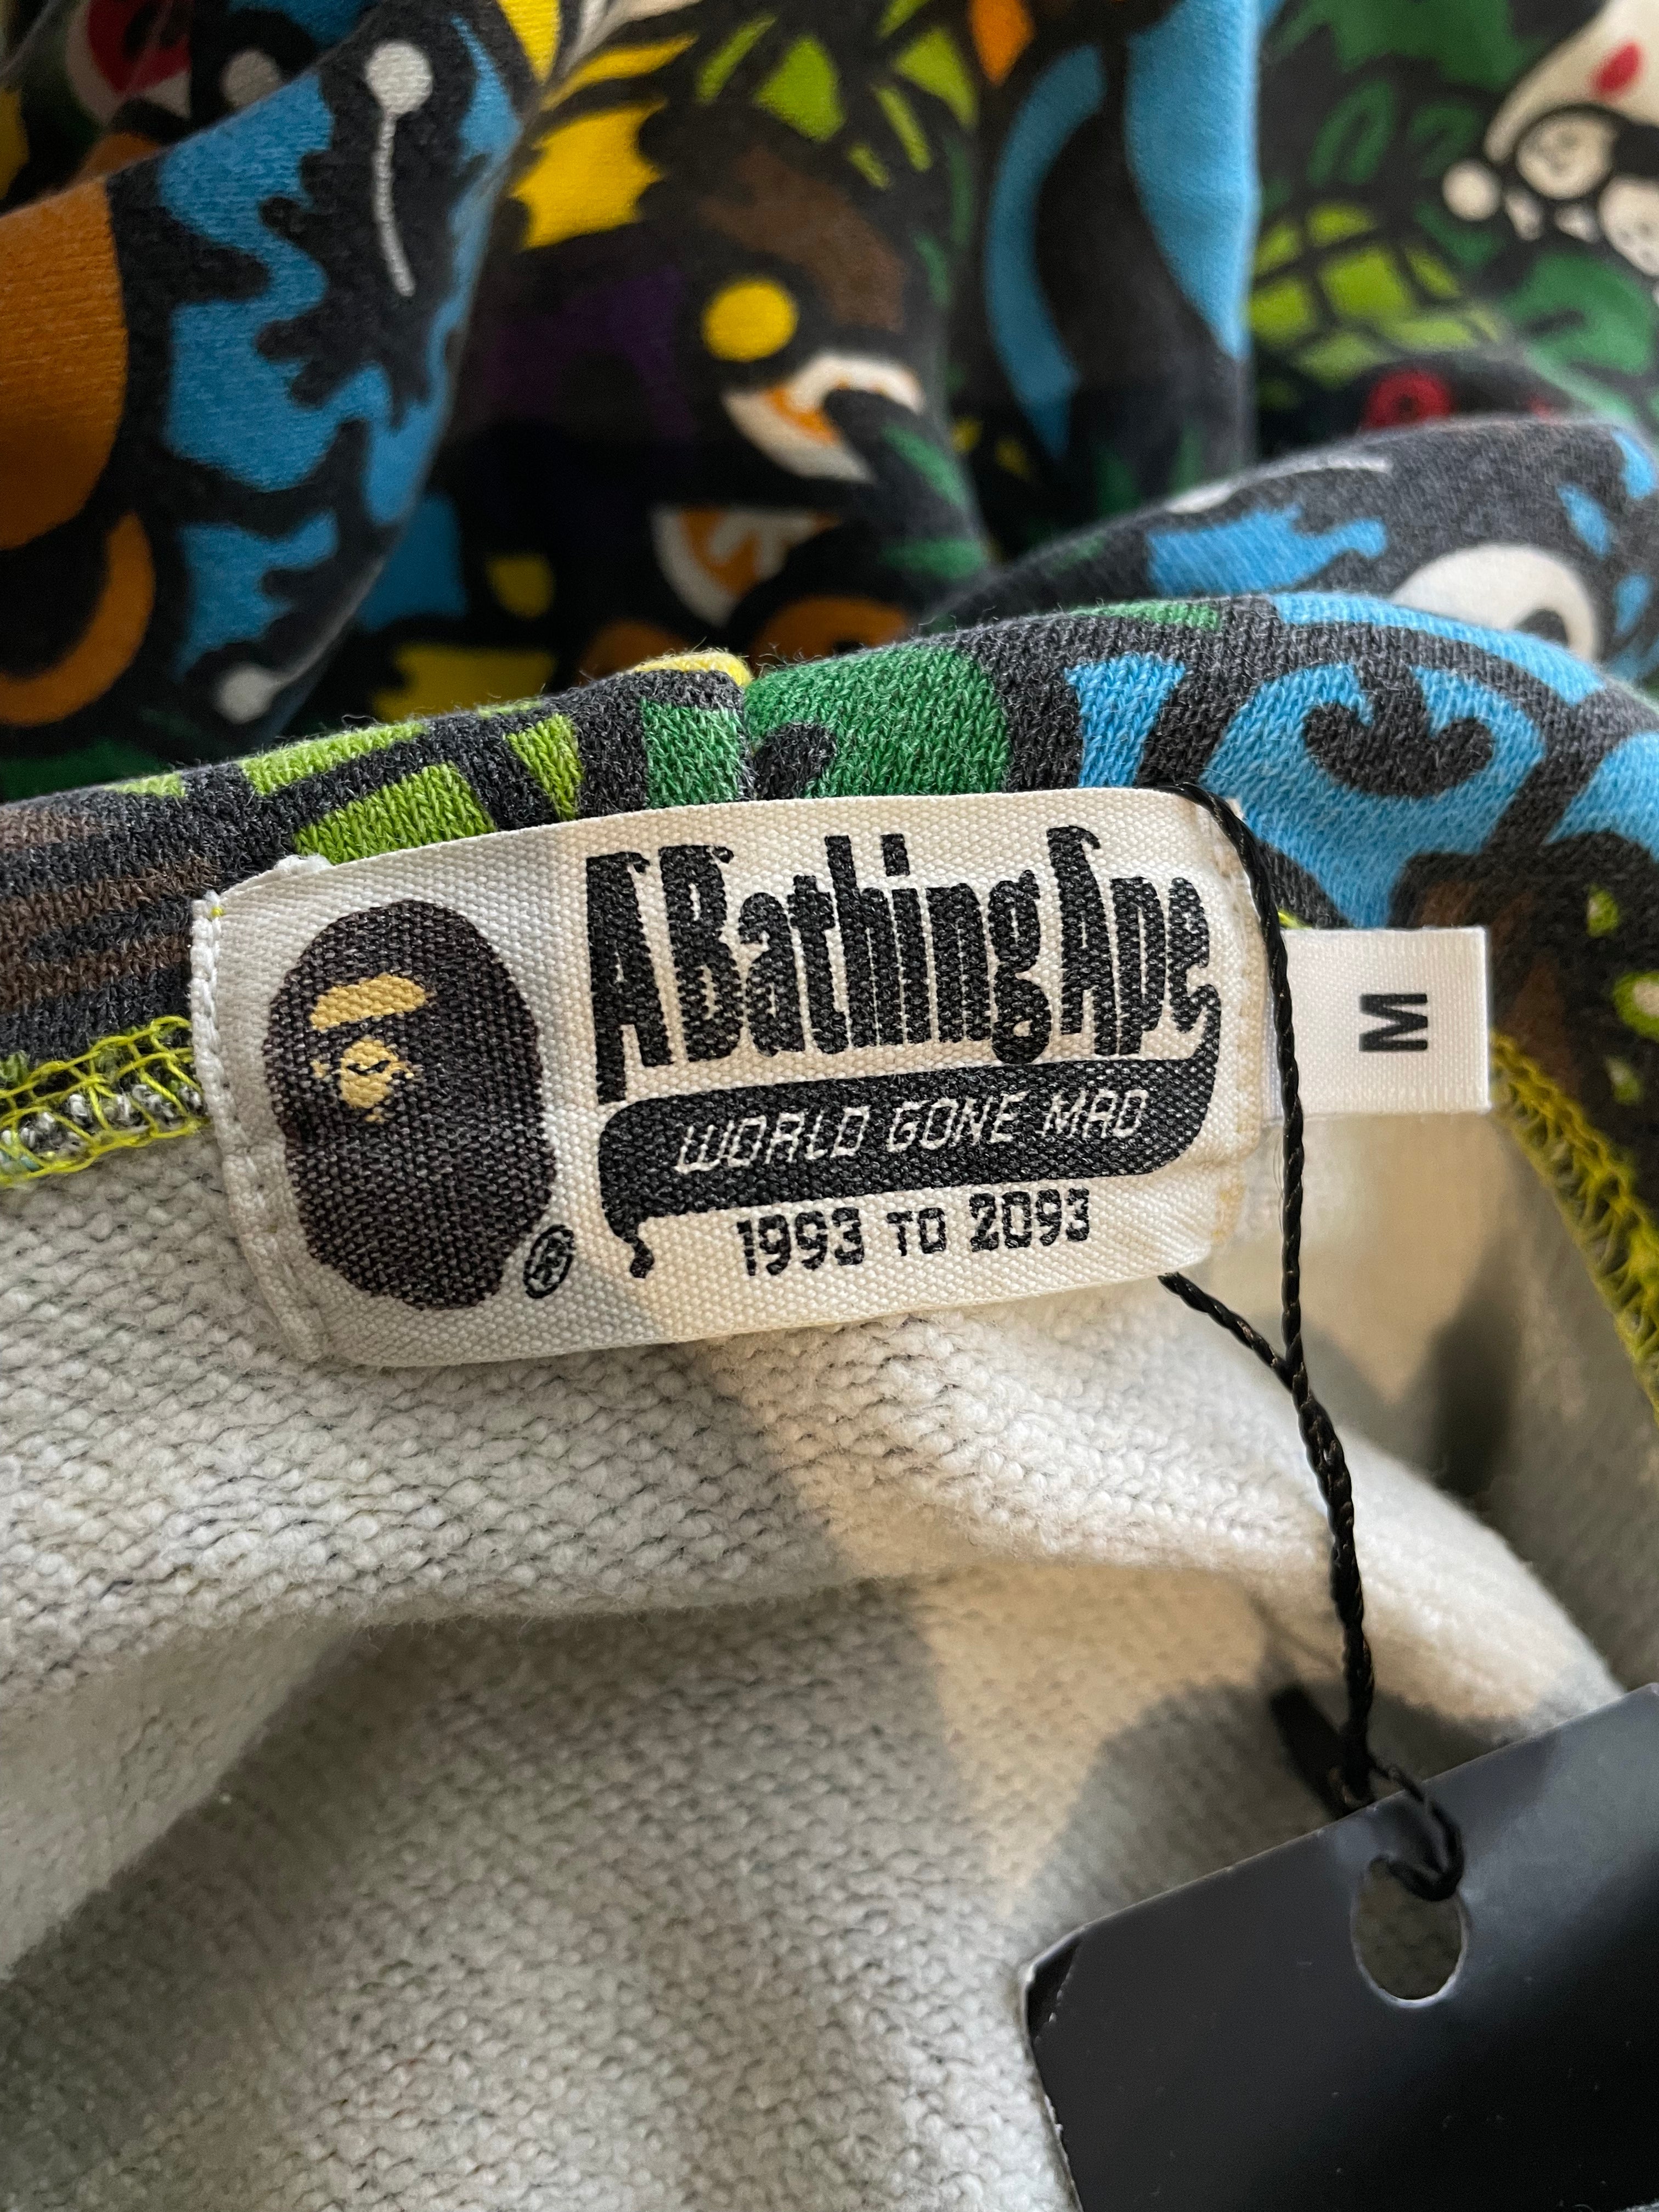 A Bathing Ape
WORLD GONE MAD
1993 TO 2093
®
M